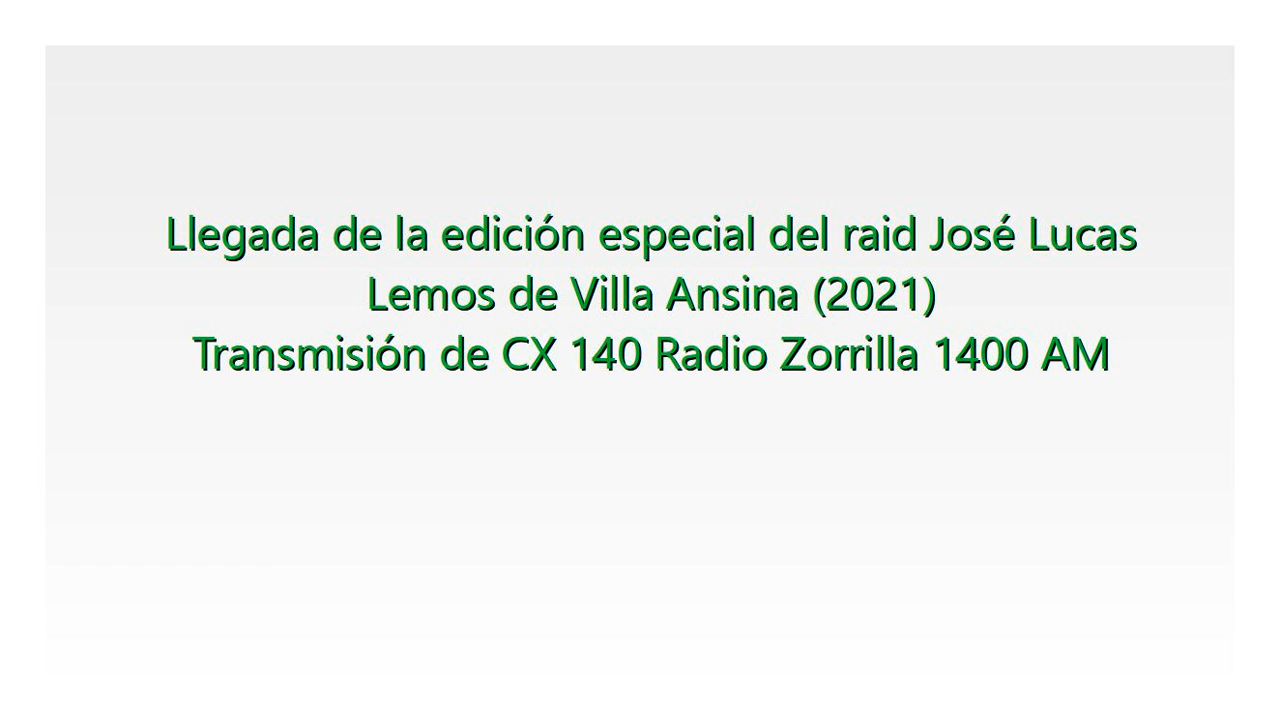 Llegada de la edición especial del raid José Lucas
Lemos de Villa Ansina (2021)
Transmisión de CX 140 Radio Zorrilla 1400 AM